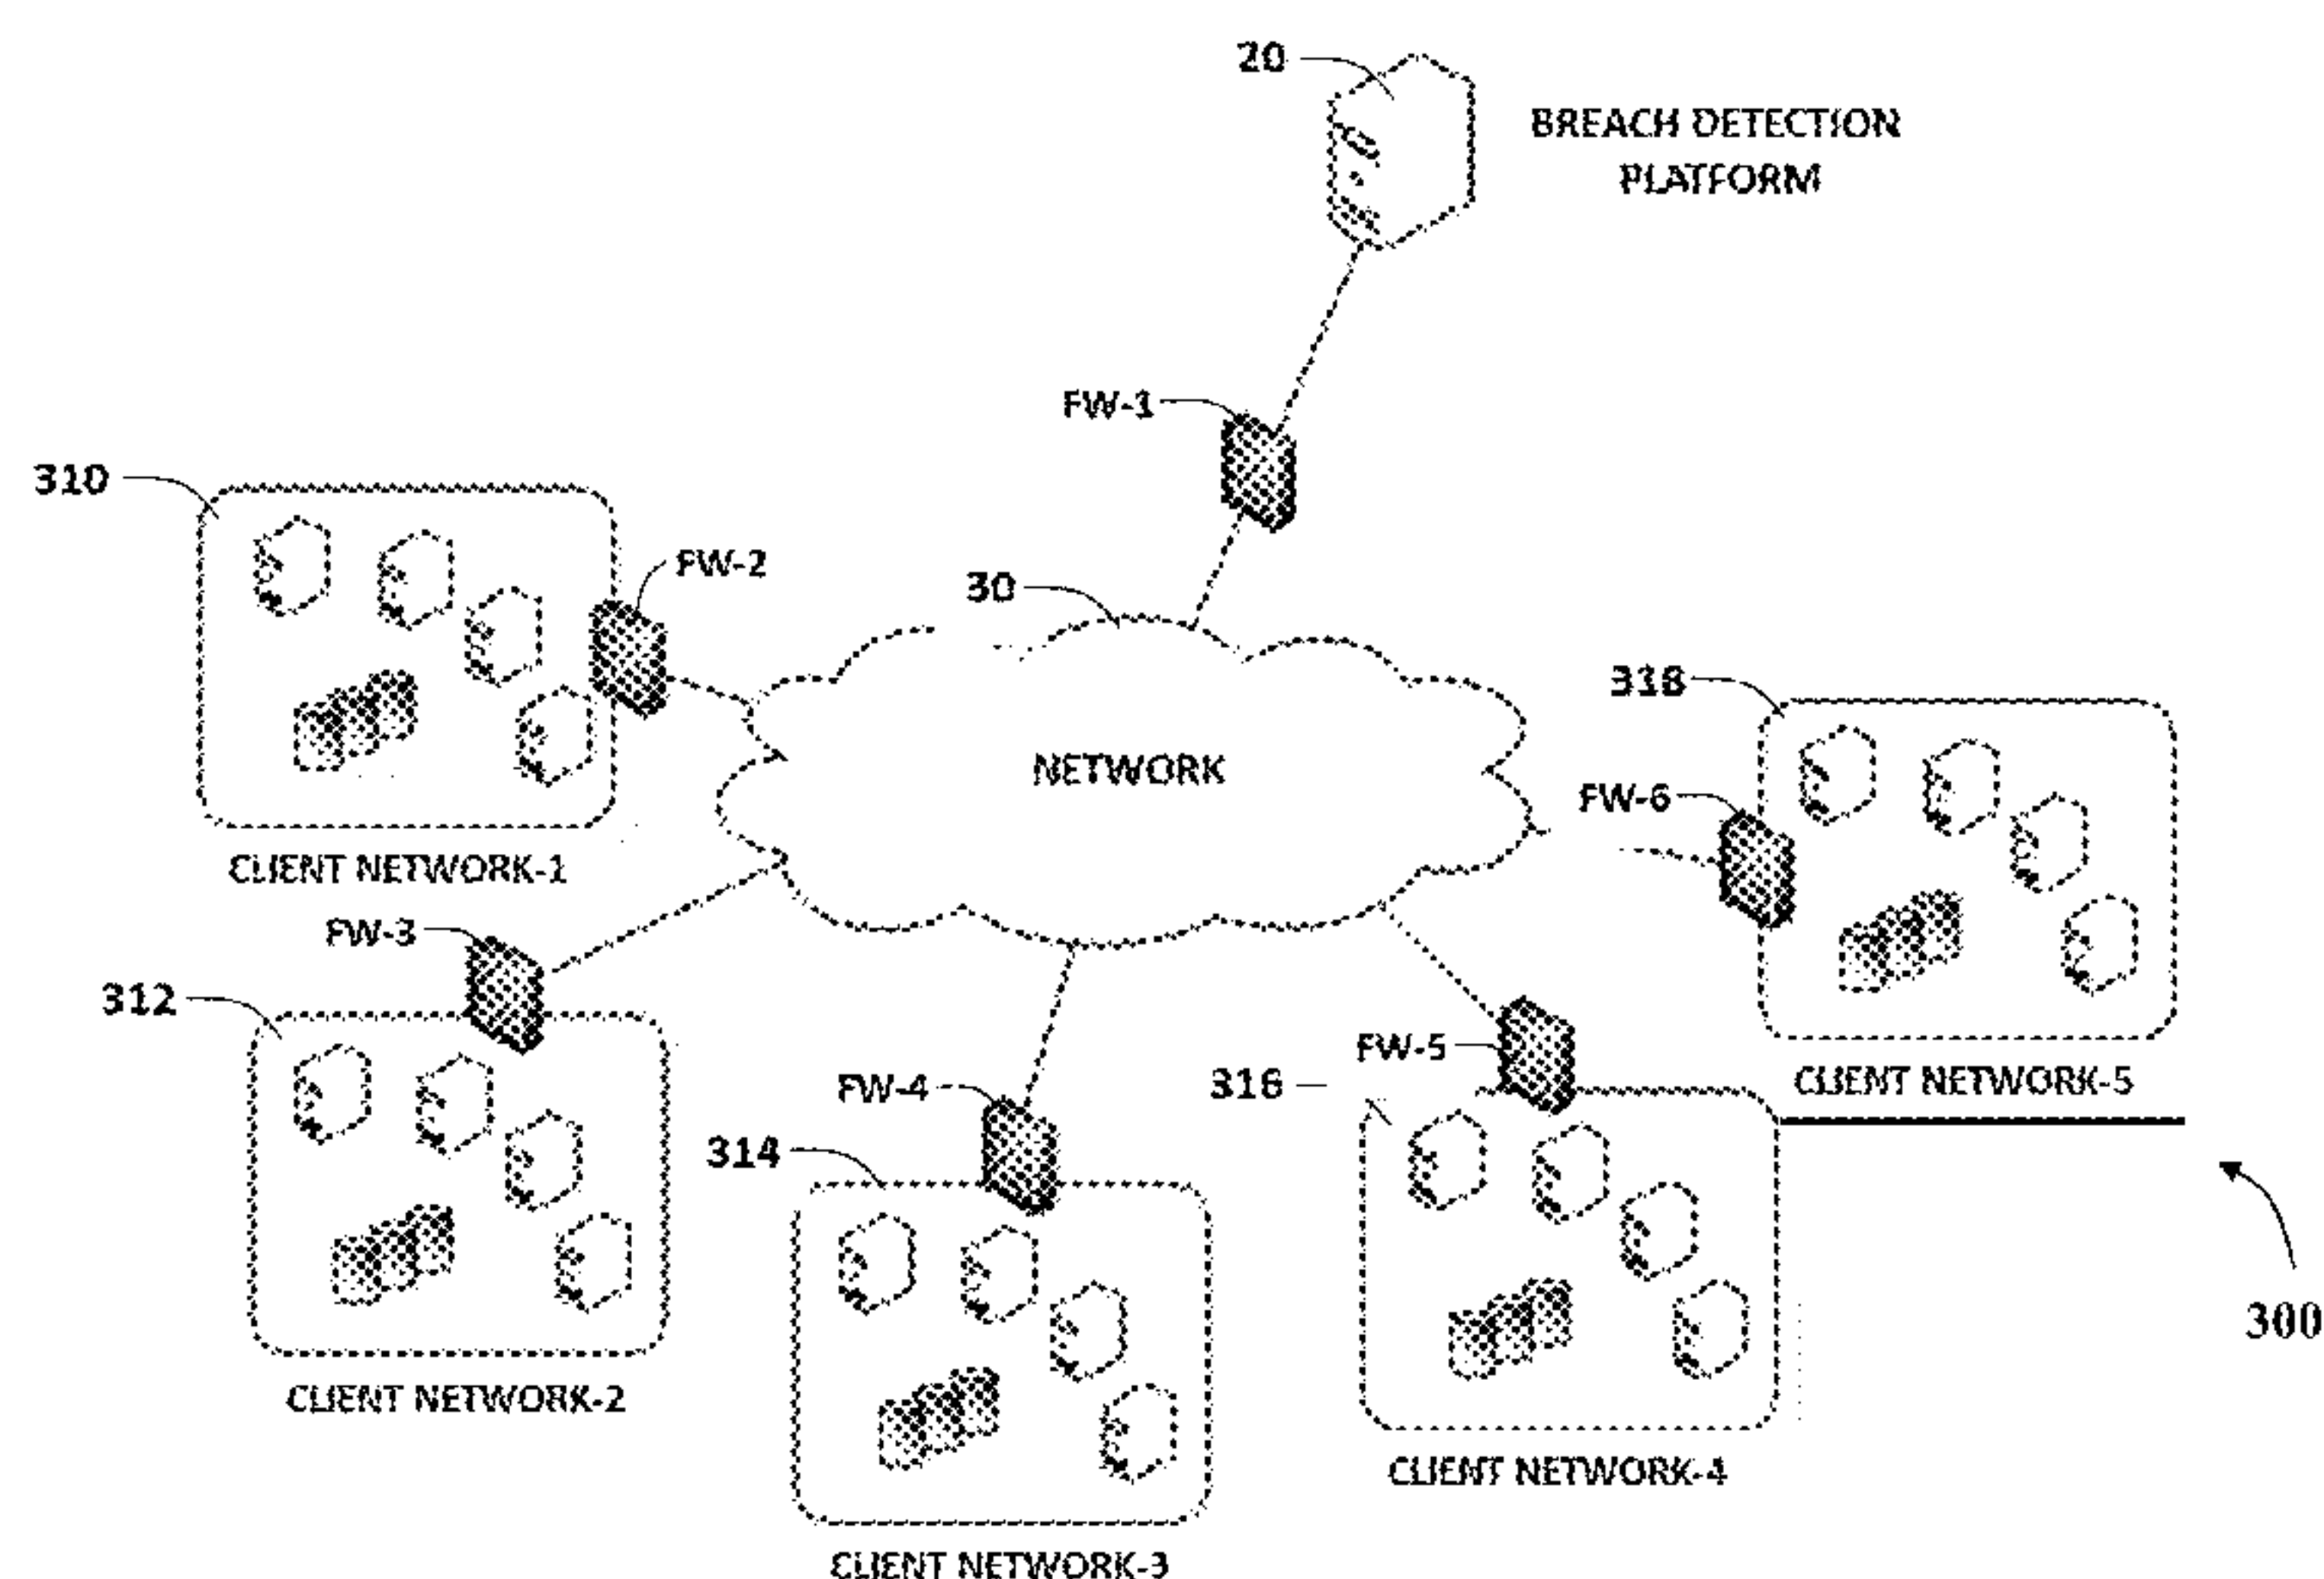 20
BREACH DETECTION
PLATFORM
FW-1
310
FW-2
30
318
NETWORK
FW-6
CLIENT NETWORK-1
FW-3
312
FW-5
CLIENT NETWORK-5
FW-4
316
314
300
CLIENT NETWORK-2
CLIENT NETWORK-4
CLIENT NETWORK-3